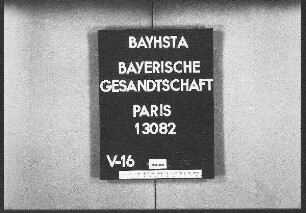 BAYHSTA
BAYERISCHE
GESANDTSCHAFT
PARIS
13082
V-16